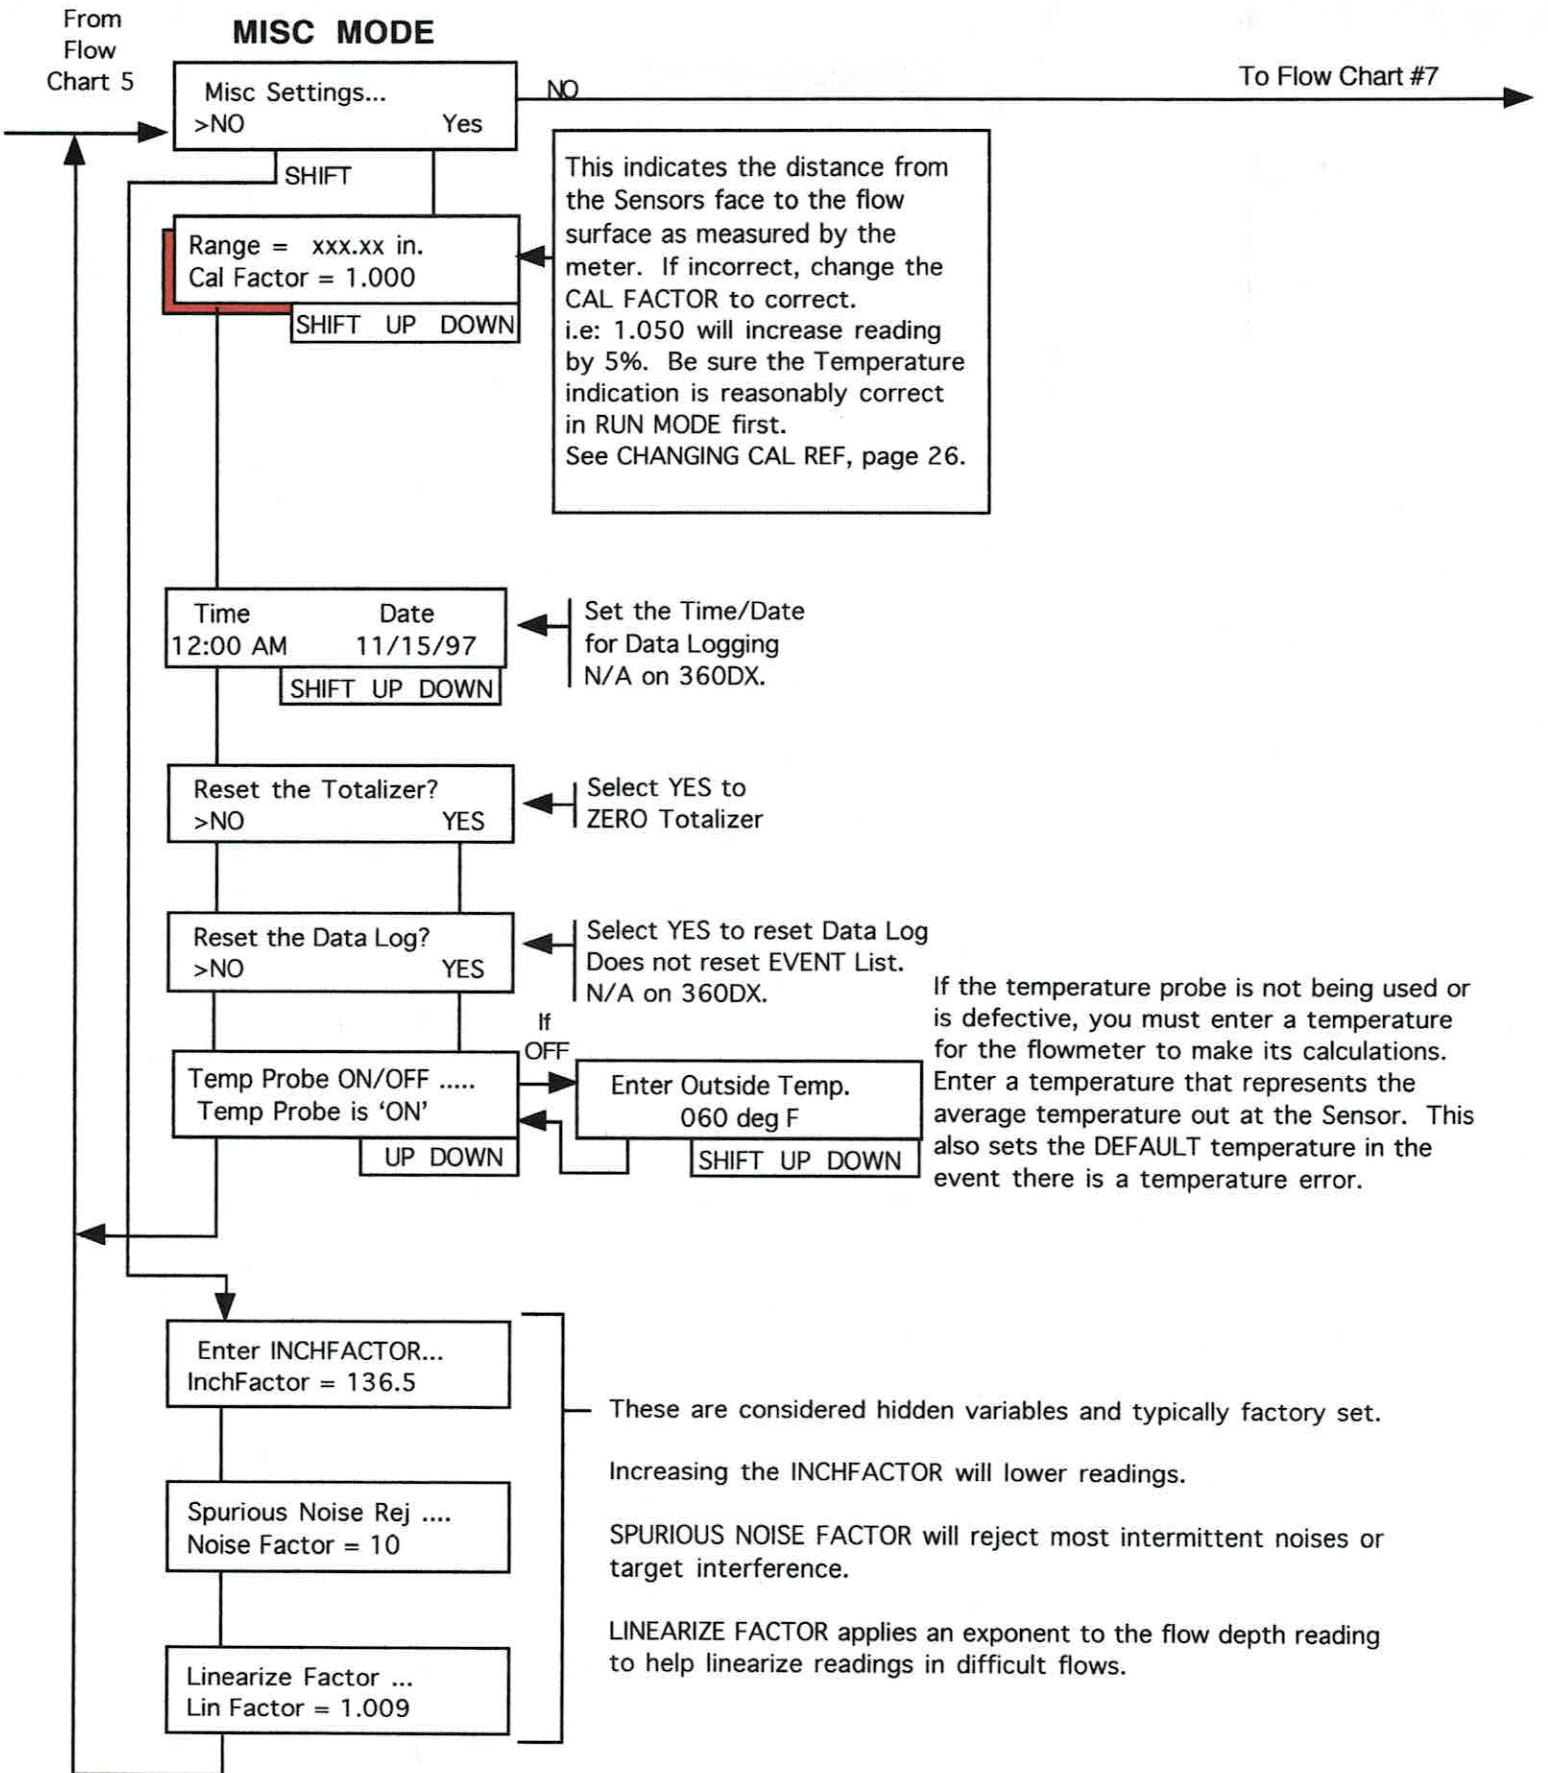 From
Flow
Chart 5
MISC MODE
Misc Settings...
>NO Yes
NO
To Flow Chart #7
SHIFT
This indicates the distance from
the Sensors face to the flow
surface as measured by the
meter. If incorrect, change the
CAL FACTOR to correct.
i.e: 1.050 will increase reading
by 5%. Be sure the Temperature
indication is reasonably correct
in RUN MODE first.
See CHANGING CAL REF, page 26.
Range = xxx.xx in.
Cal Factor = 1.000
SHIFT UP DOWN
Time Date
12:00 AM 11/15/97
SHIFT UP DOWN
Set the Time/Date
for Data Logging
N/A on 360DX.
Reset the Totalizer?
>NO YES
Select YES to
ZERO Totalizer
Reset the Data Log?
>NO YES
Select YES to reset Data Log
Does not reset EVENT List.
N/A on 360DX.
If
OFF
Temp Probe ON/OFF .....
Temp Probe is ‘ON’
UP DOWN
Enter Outside Temp.
060 deg F
SHIFT UP DOWN
If the temperature probe is not being used or
is defective, you must enter a temperature
for the flowmeter to make its calculations.
Enter a temperature that represents the
average temperature out at the Sensor. This
also sets the DEFAULT temperature in the
event there is a temperature error.
Enter INCHFACTOR...
InchFactor = 136.5
Spurious Noise Rej ....
Noise Factor = 10
Linearize Factor ...
Lin Factor = 1.009
These are considered hidden variables and typically factory set.
Increasing the INCHFACTOR will lower readings.
SPURIOUS NOISE FACTOR will reject most intermittent noises or
target interference.
LINEARIZE FACTOR applies an exponent to the flow depth reading
to help linearize readings in difficult flows.